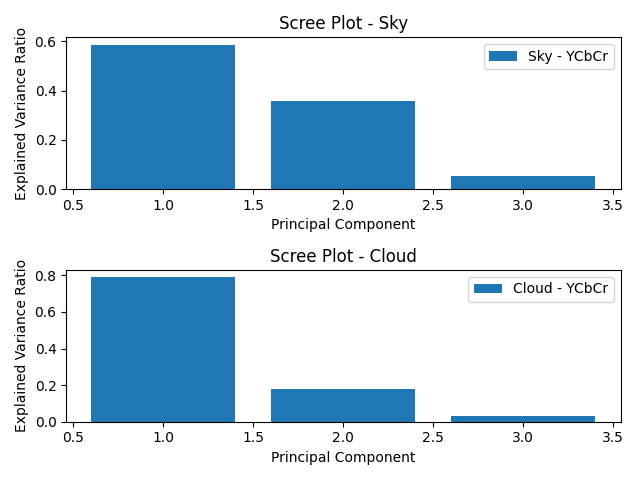 Scree Plot - Sky
Explained Variance Ratio
0.6
0.4
0.2
0.0
Sky - YCbCr
0.5 1.0 1.5 2.0 2.5 3.0 3.5
Principal Component
Scree Plot - Cloud
Explained Variance Ratio
0.8
0.6
0.4
0.2
0.0
Cloud - YCbCr
0.5 1.0 1.5 2.0 2.5 3.0 3.5
Principal Component